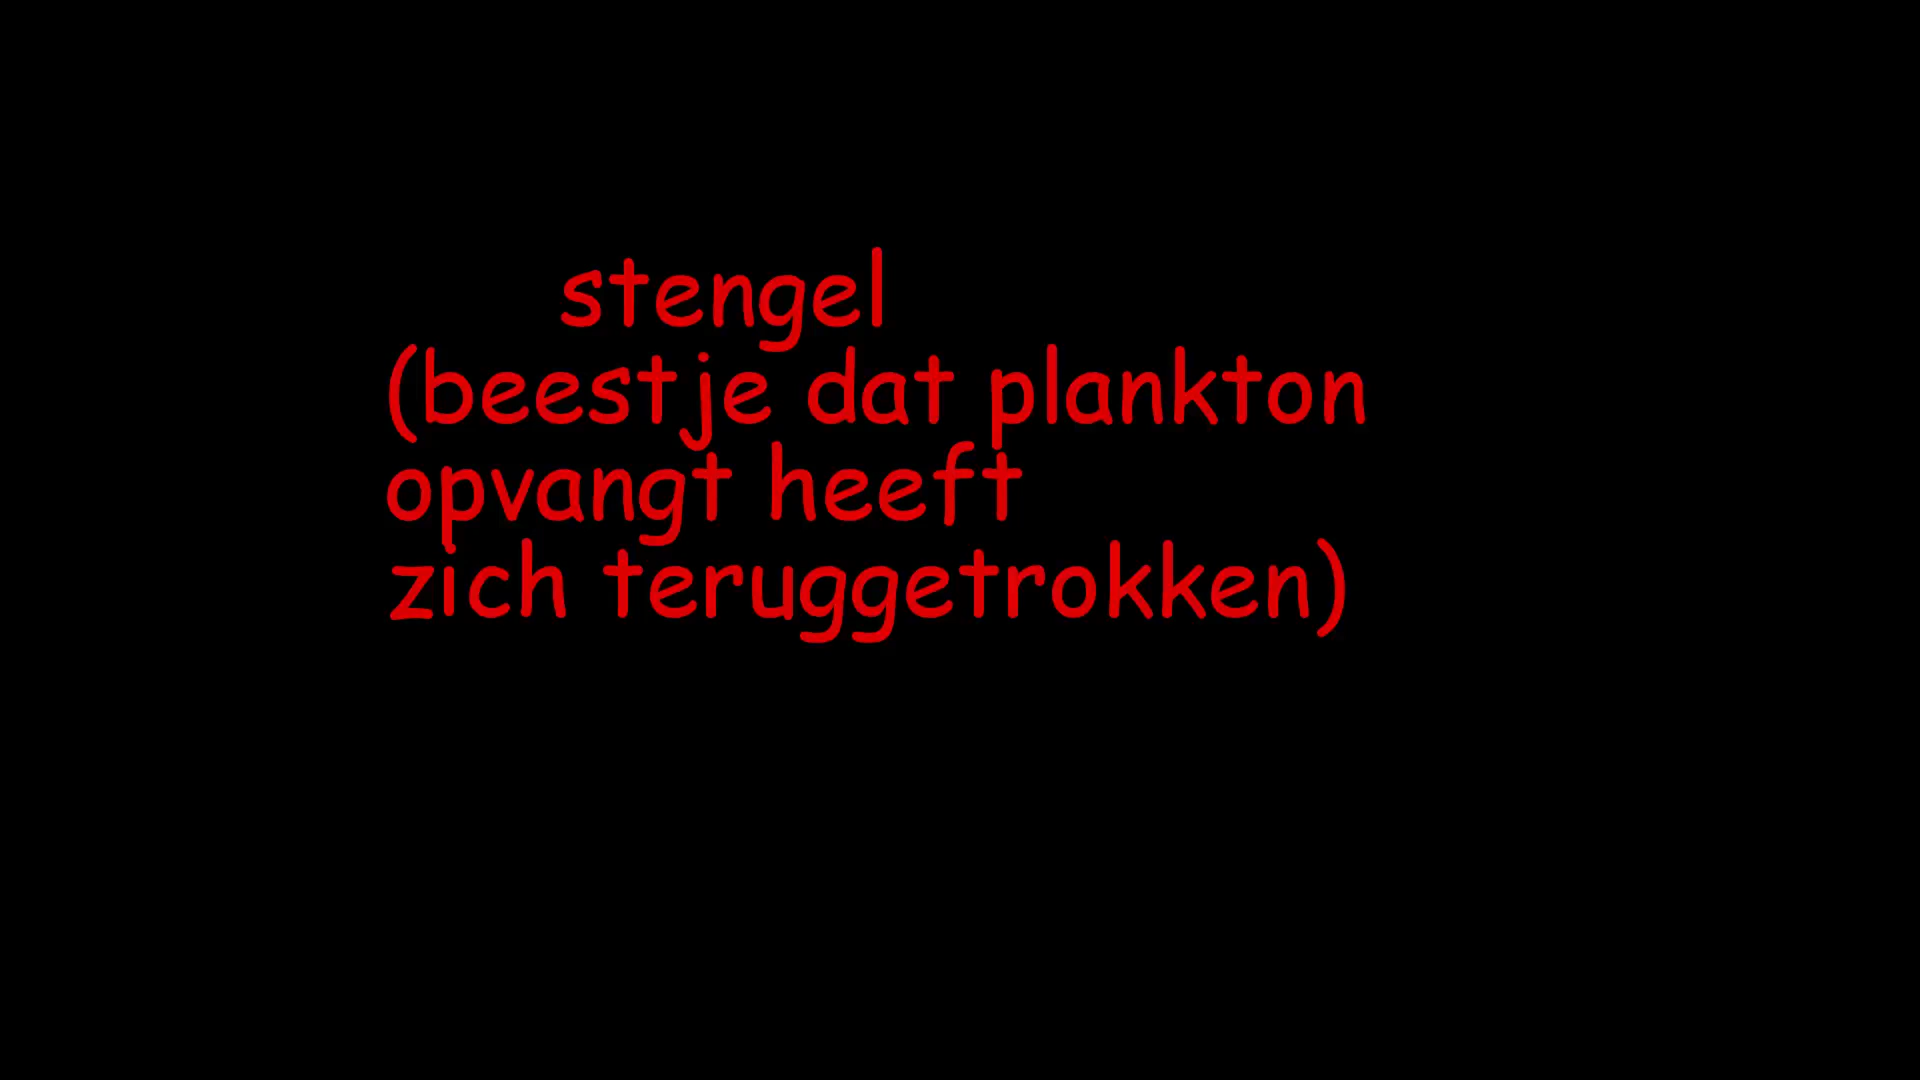 stengel
(beestje dat plankton
opvangt heeft
zich teruggetrokken)